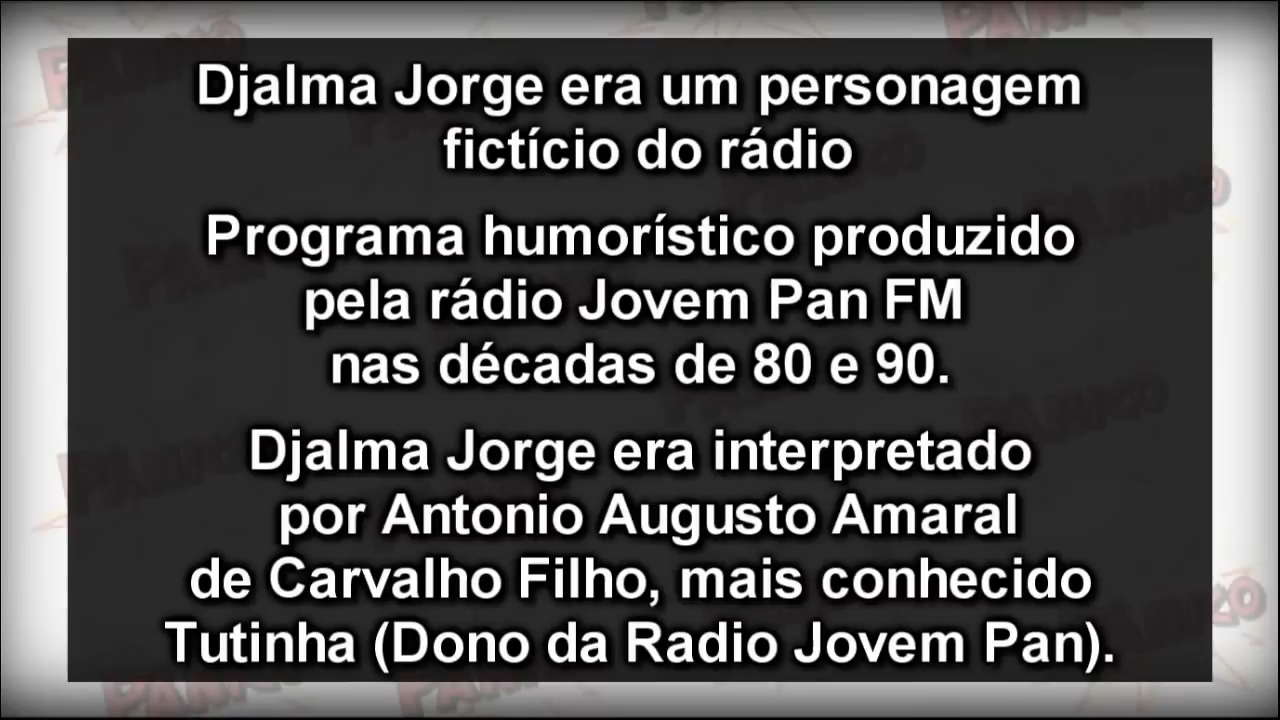 Djalma Jorge era um personagem
fictício do rádio
Programa humorístico produzido
pela rádio Jovem Pan FM
nas décadas de 80 e 90.
Djalma Jorge era interpretado
por Antonio Augusto Amaral
de Carvalho Filho, mais conhecido
Tutinha (Dono da Radio Jovem Pan).